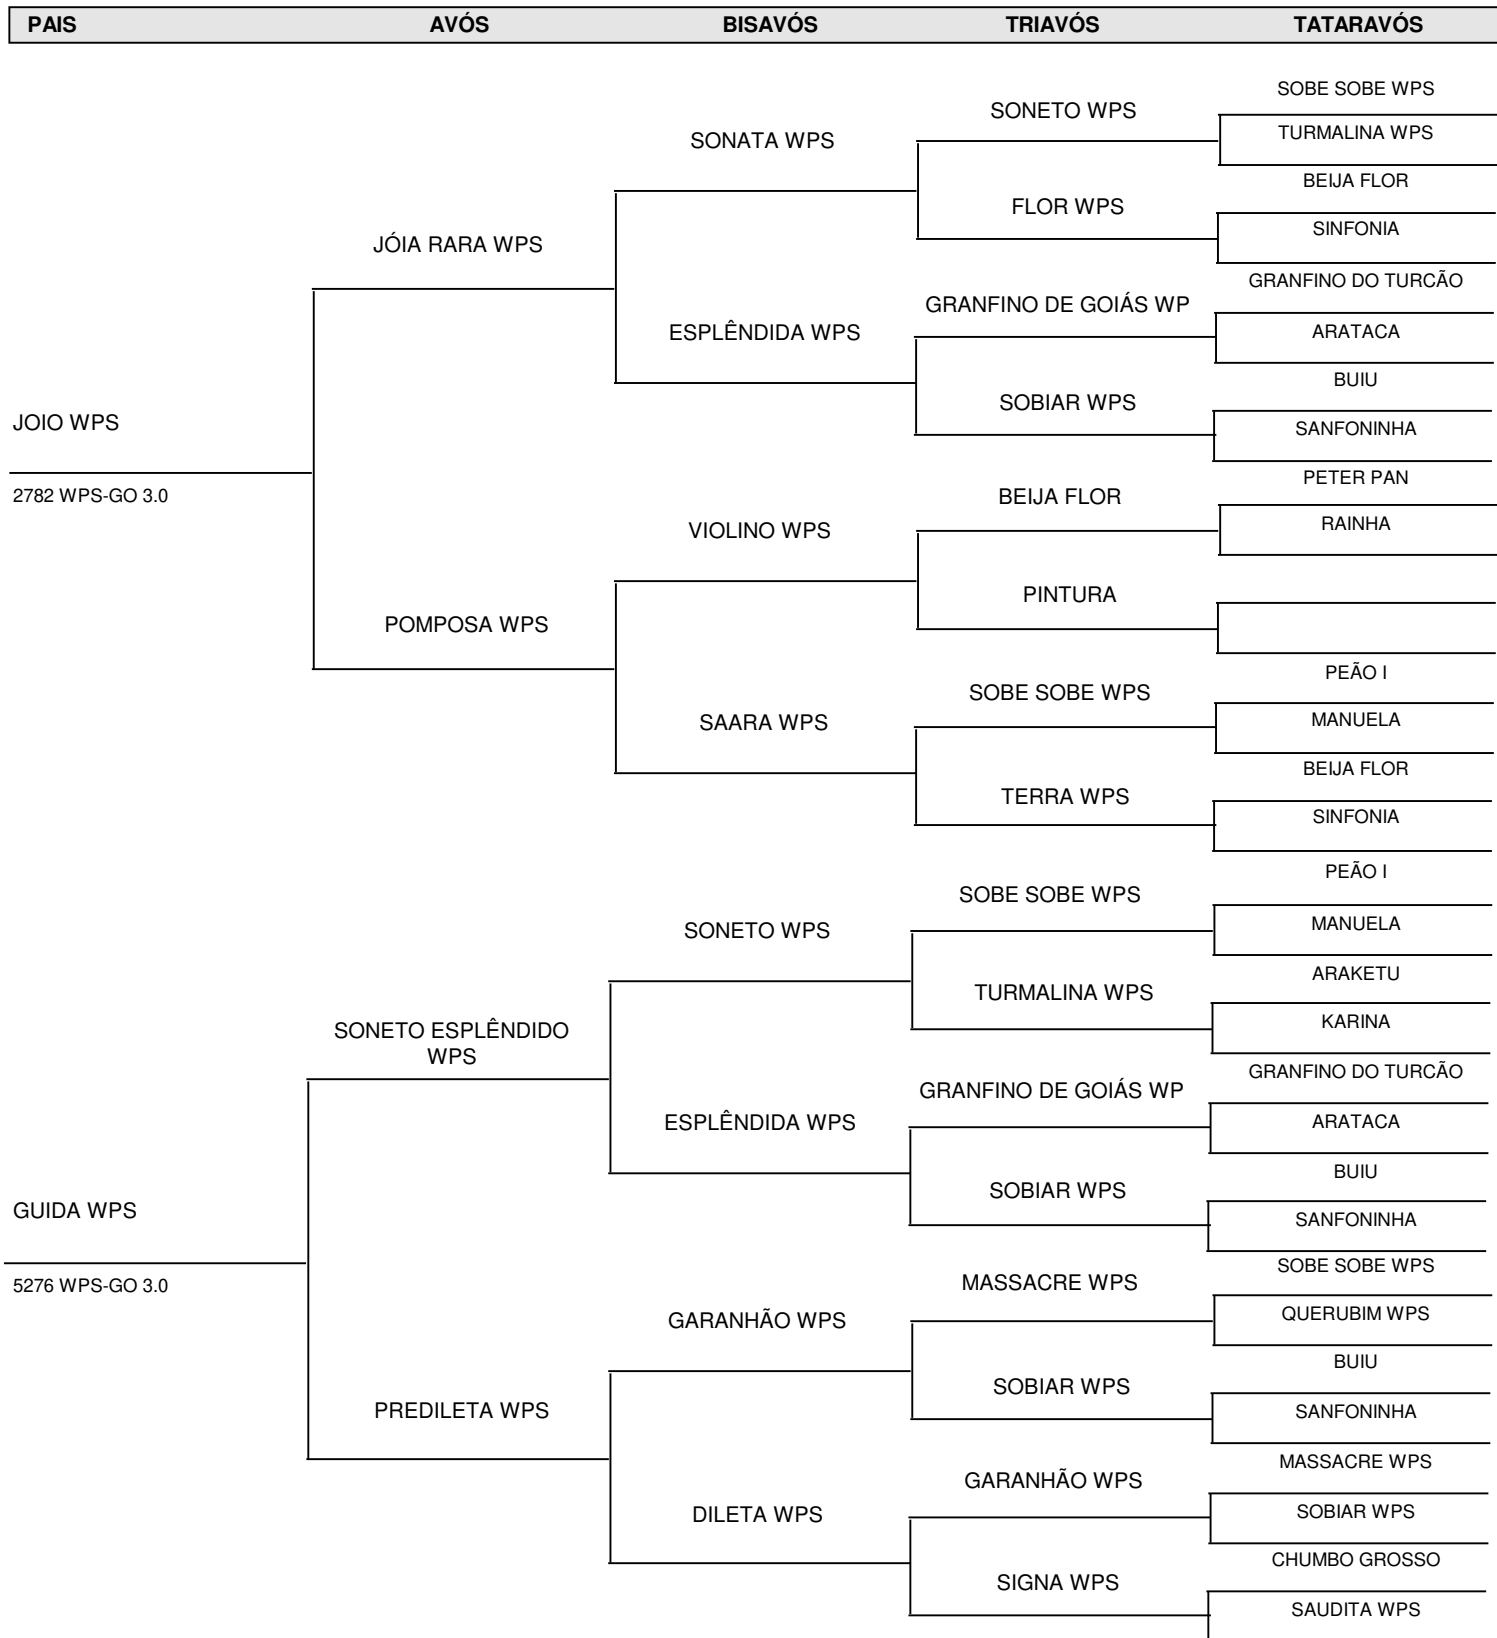 PAIS AVÓS BISAVÓS TRIAVÓS TATARAVÓS
SOBE SOBE WPS
SONETO WPS
TURMALINA WPS
SONATA WPS
BEIJA FLOR
FLOR WPS
SINFONIA
JÓIA RARA WPS
GRANFINO DO TURCÃO
GRANFINO DE GOIÁS WP
ARATACA
ESPLÊNDIDA WPS
BUIU
SOBIAR WPS
SANFONINHA
JOIO WPS
2782 WPS-GO 3.0
PETER PAN
BEIJA FLOR
RAINHA
VIOLINO WPS
PINTURA
POMPOSA WPS
PEÃO I
SOBE SOBE WPS
MANUELA
SAARA WPS
BEIJA FLOR
TERRA WPS
SINFONIA
PEÃO I
SOBE SOBE WPS
MANUELA
SONETO WPS
ARAKETU
TURMALINA WPS
KARINA
SONETO ESPLÊNDIDO
WPS
GRANFINO DO TURCÃO
GRANFINO DE GOIÁS WP
ARATACA
ESPLÊNDIDA WPS
BUIU
SOBIAR WPS
SANFONINHA
GUIDA WPS
5276 WPS-GO 3.0
SOBE SOBE WPS
MASSACRE WPS
QUERUBIM WPS
GARANHÃO WPS
BUIU
SOBIAR WPS
SANFONINHA
PREDILETA WPS
MASSACRE WPS
GARANHÃO WPS
SOBIAR WPS
DILETA WPS
CHUMBO GROSSO
SIGNA WPS
SAUDITA WPS